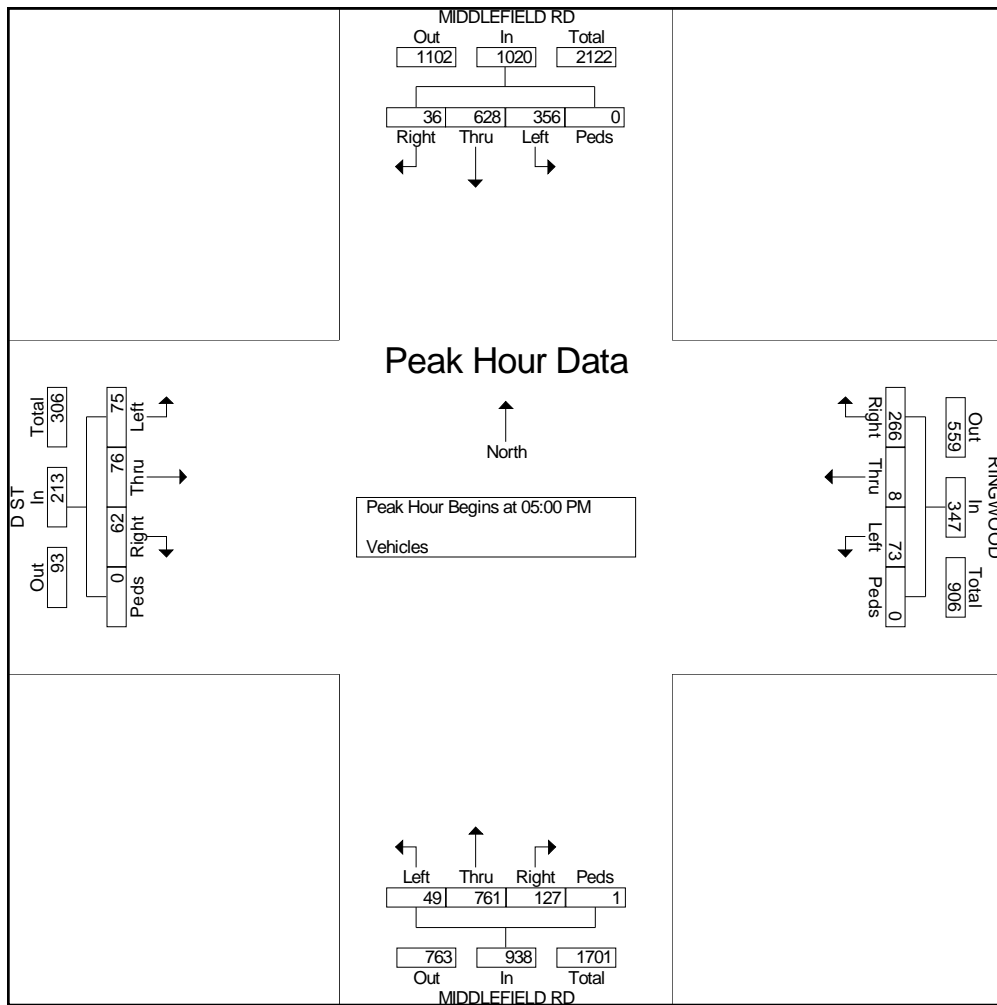 MIDDLEFIELD RD
Out In Total
1102 1020 2122
36 628 356 0
Right Thru Left Peds
Peak Hour Data
North
Peak Hour Begins at 05:00 PM
Vehicles
D ST
Out In Total
93 213 306
Left Thru Right Peds
75 76 62 0
RINGWOOD
Out In Total
559 347 906
266 8 73 0
Right Thru Left Peds
Left Thru Right Peds
49 761 127 1
763 938 1701
Out In Total
MIDDLEFIELD RD